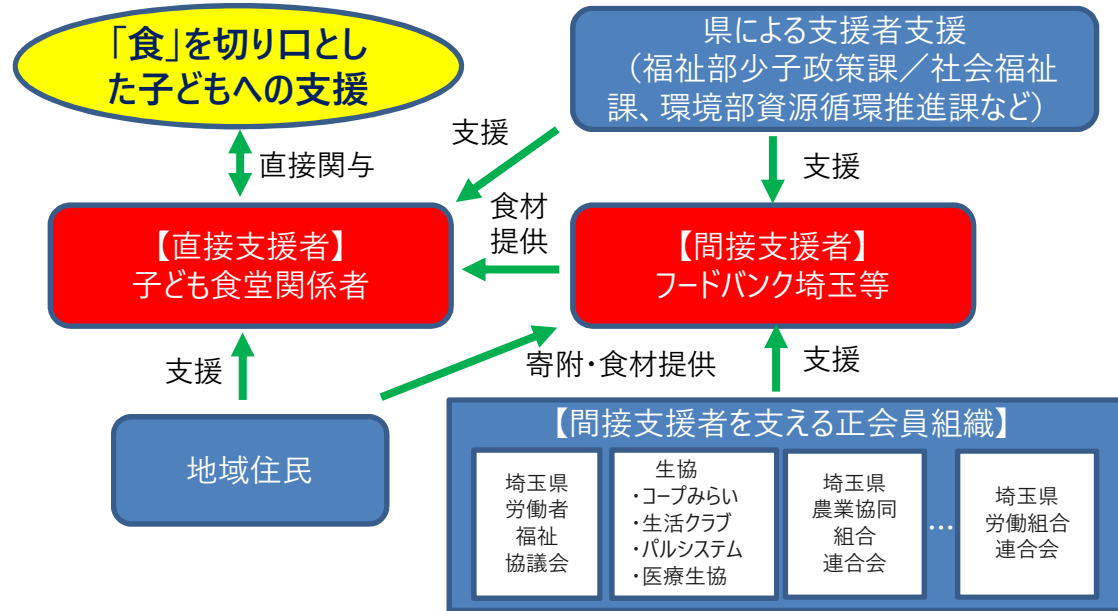 「食」を切り口とし
た子どもへの支援
県による支援者支援
（福祉部少子政策課／社会福祉
課、環境部資源循環推進課など）
直接関与
支援
支援
食材
提供
【直接支援者】
子ども食堂関係者
【間接支援者】
フードバンク埼玉等
支援
寄附・食材提供
支援
地域住民
【間接支援者を支える正会員組織】
埼玉県
労働者
福祉
協議会
生協
・コープみらい
・生活クラブ
・パルシステム
・医療生協
埼玉県
農業協同
組合
連合会
…
埼玉県
労働組合
連合会